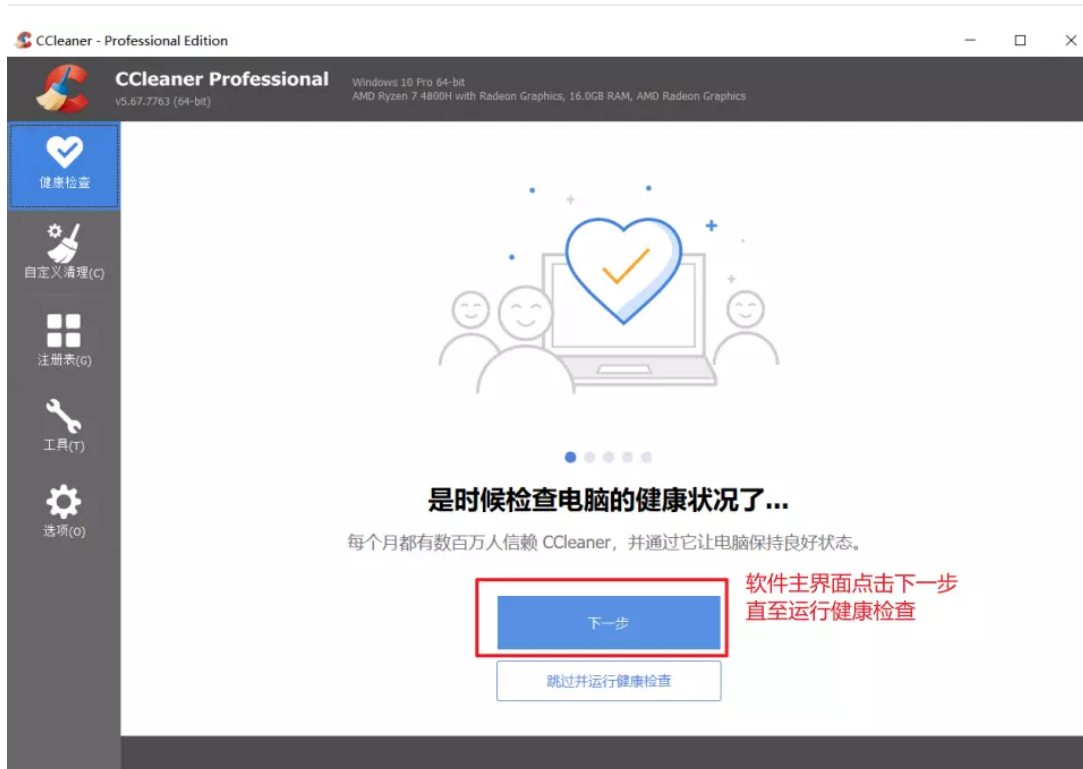 CCleaner - Professional Edition
CCleaner Professional
v5.67.7763 (64-bit)
Windows 10 Pro 64-bit
AMD Ryzen 7 4800H with Radeon Graphics, 16.0GB RAM, AMD Radeon Graphics
健康检查
自定义清理(C)
注册表(G)
工具(T)
选项(O)
是时候检查电脑的健康状况了...
每个月都有数百万人信赖 CCleaner，并通过它让电脑保持良好状态。
下一步
软件主界面点击下一步
直至运行健康检查
跳过并运行健康检查